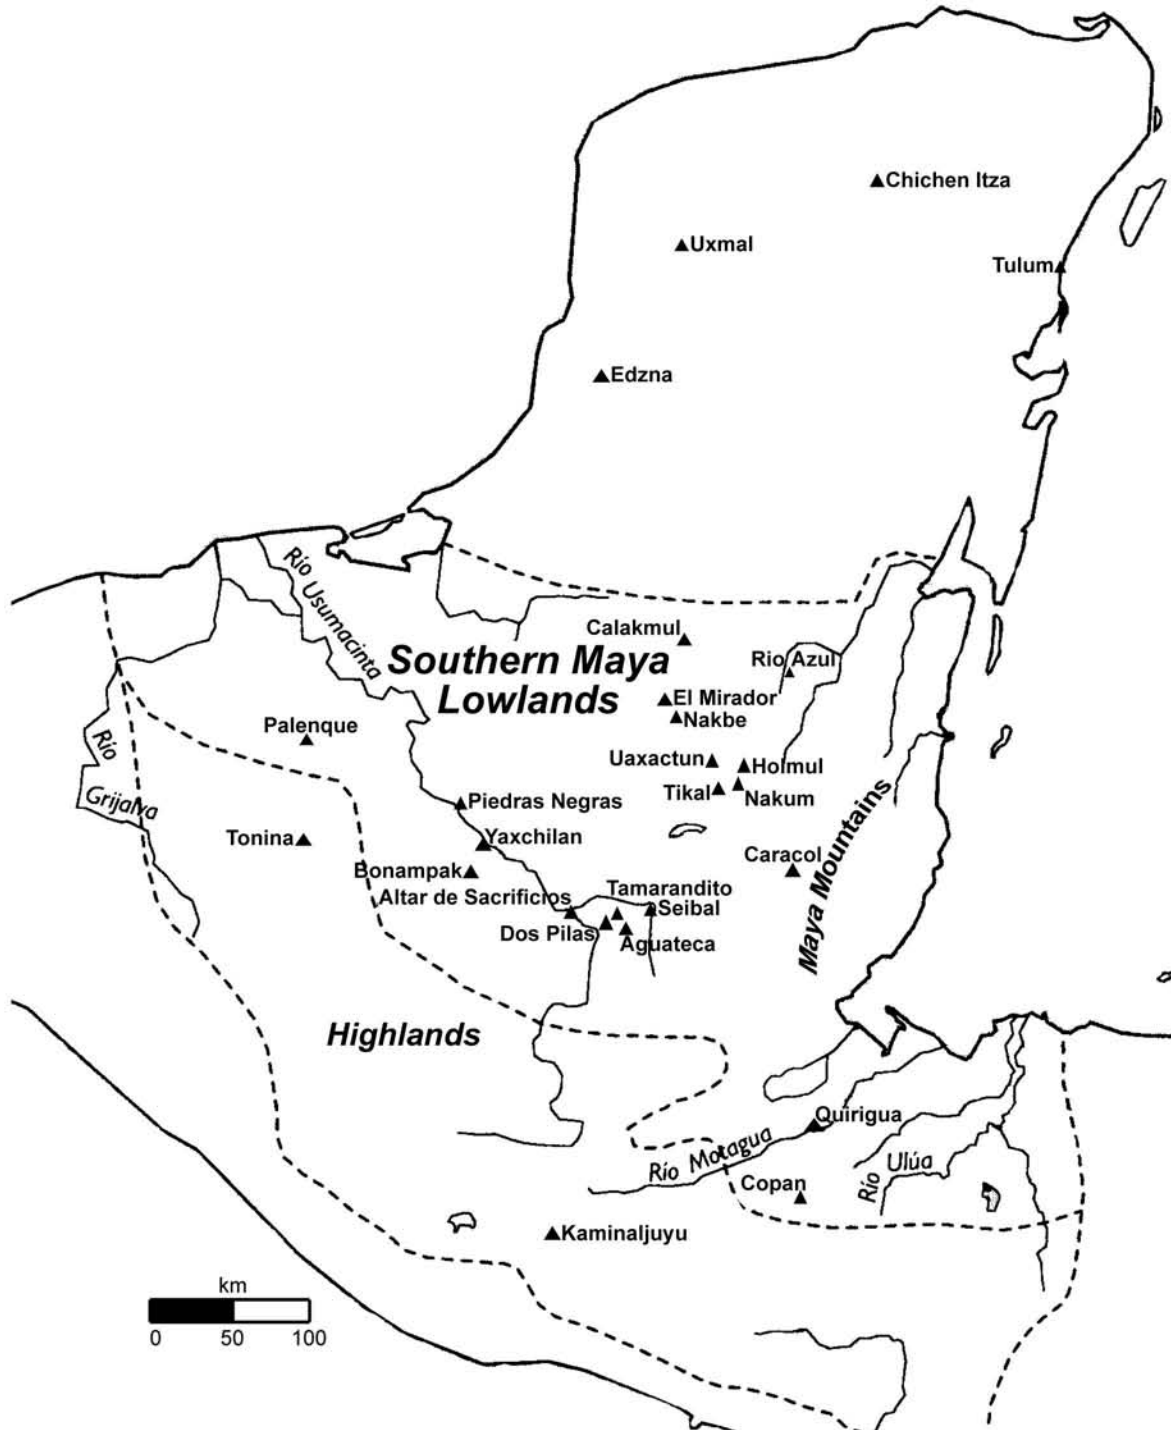 Chichen Itza
Uxmal
Tulum
Edzna
Río Usumacinta
Calakmul
Southern Maya
Lowlands
Rio Azul
El Mirador
Nakbe
Palenque
Río
Grijalva
Uaxactun
Holmul
Tikal
Nakum
Piedras Negras
Tonina
Yaxchilan
Caracol
Maya Mountains
Bonampak
Altar de Sacrificios
Tamarandito
Seibal
Dos Pilas
Aguateca
Highlands
Quirigua
Río Motagua
Río Ulúa
Copan
Kaminaljuyu
km
0 50 100